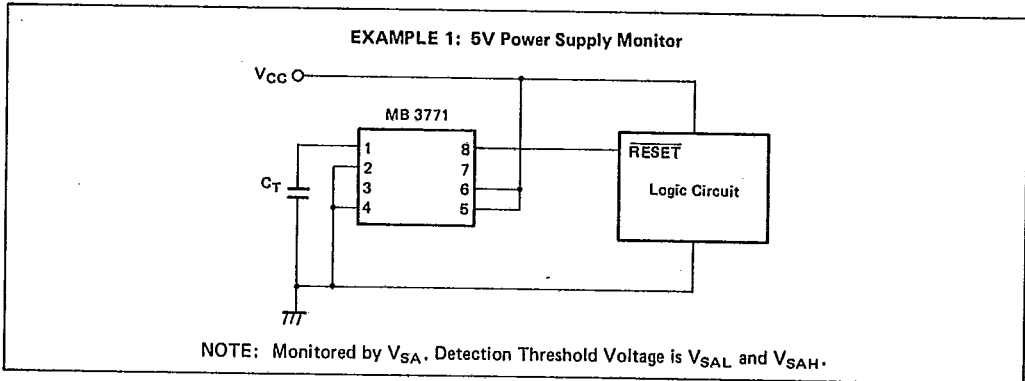 EXAMPLE 1: 5V Power Supply Monitor
VCC
MB 3771
1 8
2 7
3 6
4 5
CT
RESET
Logic Circuit
NOTE: Monitored by VSA. Detection Threshold Voltage is VSAL and VSAH.